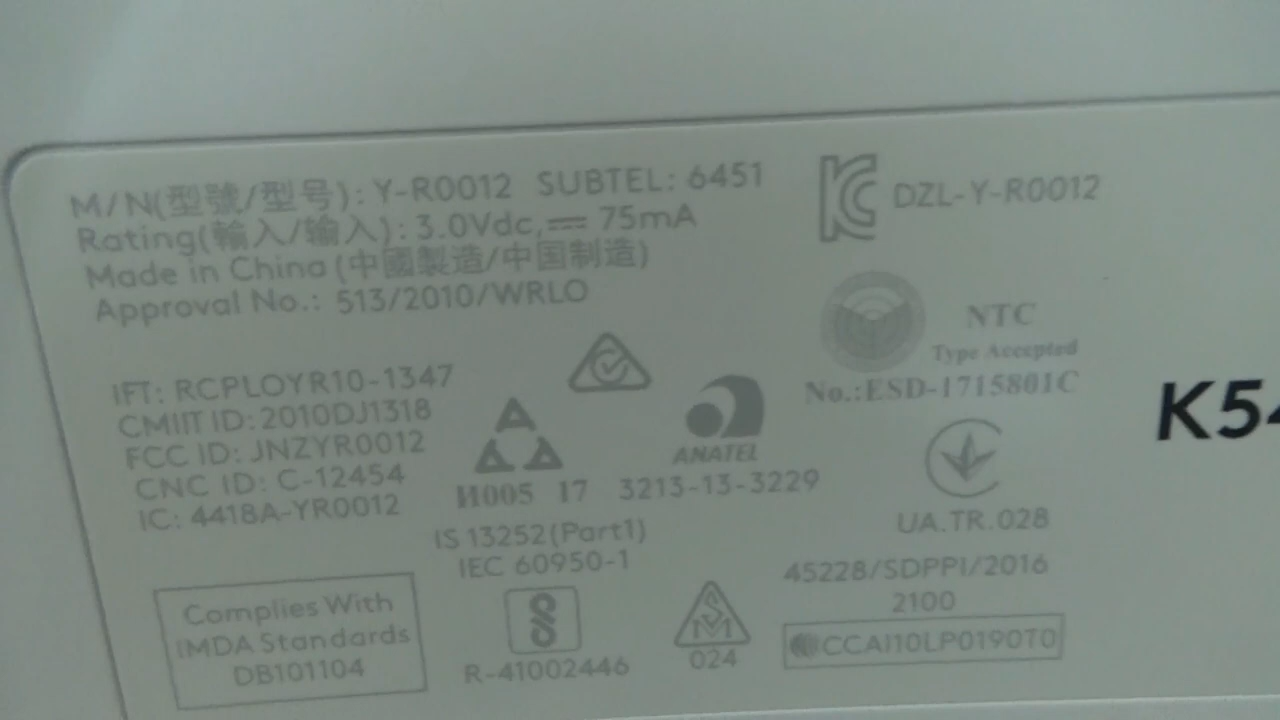 M/N(型號/型号): Y-R0012 SUBTEL: 6451
Rating(輸入/输入): 3.0Vdc, ⎓ 75mA
Made in China (中國製造/中国制造)
Approval No.: 513/2010/WRLO
DZL-Y-R0012
NTC
Type Accepted
No.:ESD-1715801C
IFT: RCPLOYR10-1347
CMIIT ID: 2010DJ1318
FCC ID: JNZYR0012
CNC ID: C-12454
IC: 4418A-YR0012
И005 17
ANATEL
3213-13-3229
IS 13252(Part1)
IEC 60950-1
UA.TR.028
45228/SDPPI/2016
2100
CCAI10LP0190T0
Complies With
IMDA Standards
DB101104
R-41002446
024
K54